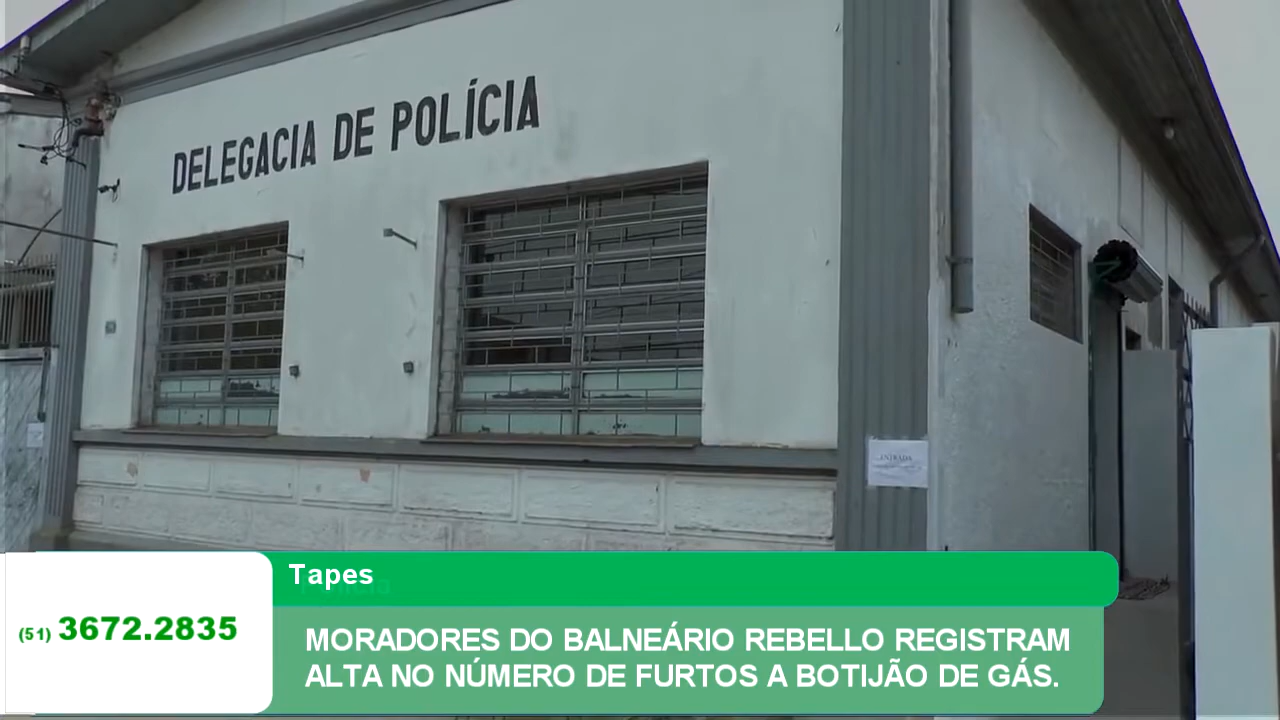 DELEGACIA DE POLÍCIA
ENTRADA
Tapes
(51) 3672.2835
MORADORES DO BALNEÁRIO REBELLO REGISTRAM
ALTA NO NÚMERO DE FURTOS A BOTIJÃO DE GÁS.